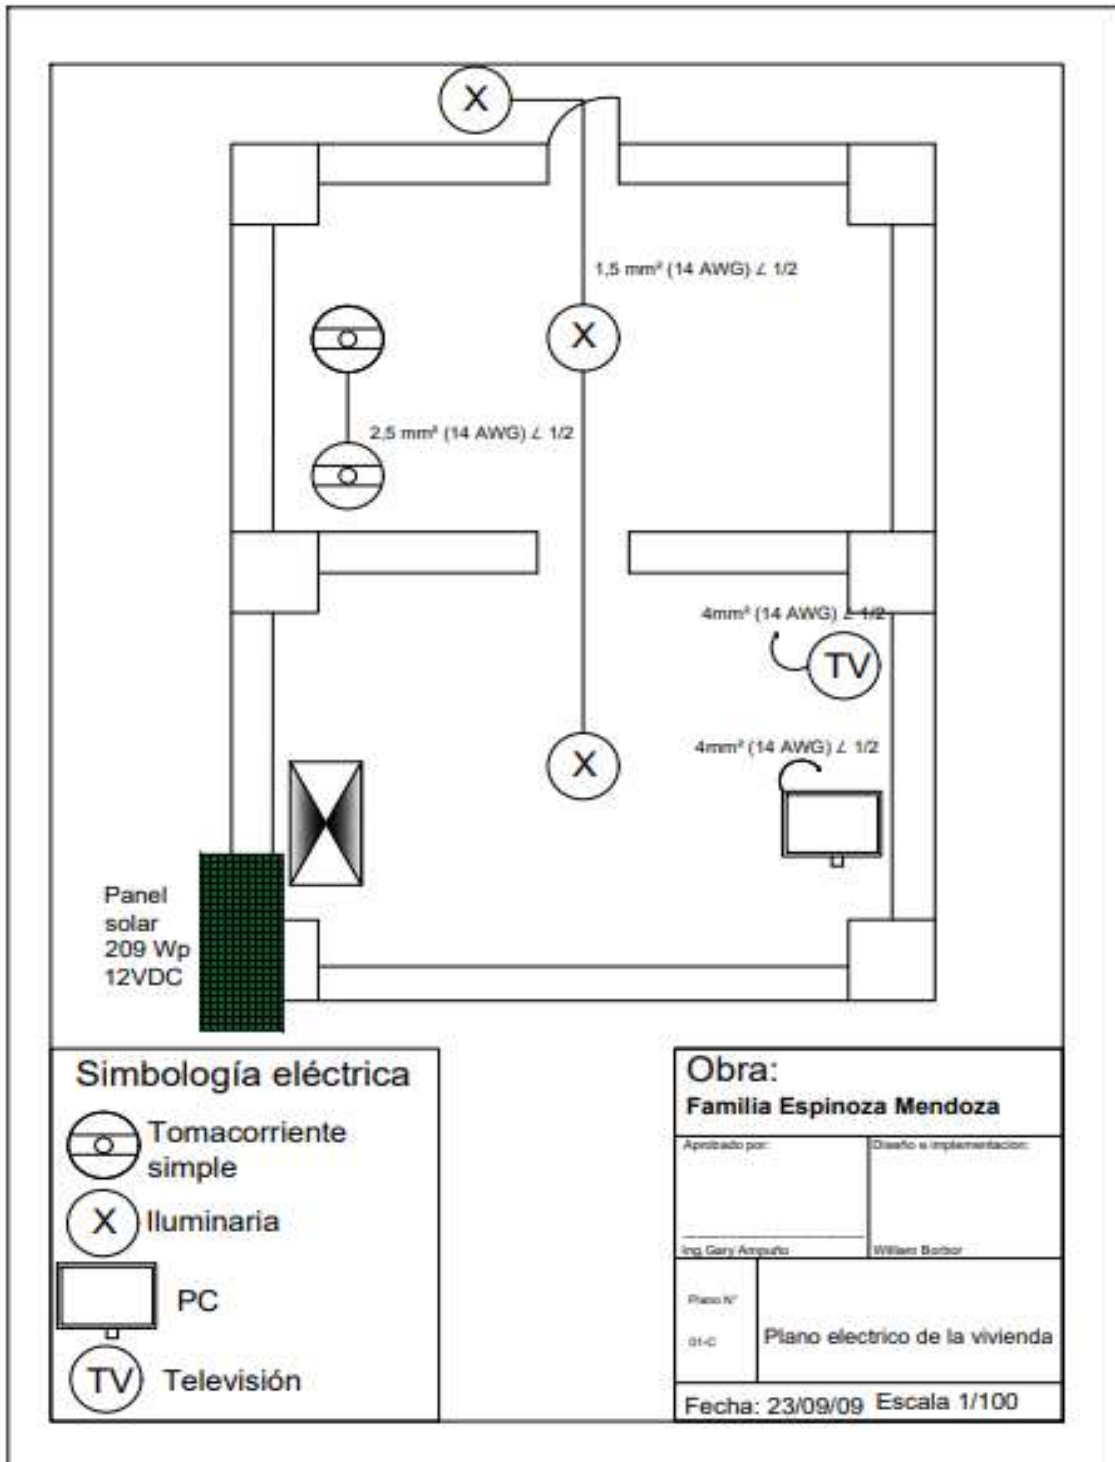 X
1,5 mm² (14 AWG) ∠ 1/2
X
2,5 mm² (14 AWG) ∠ 1/2
4mm² (14 AWG) ∠ 1/2
TV
4mm² (14 AWG) ∠ 1/2
X
Panel
solar
209 Wp
12VDC
Simbología eléctrica
Tomacorriente
simple
X
Iluminaria
PC
TV
Televisión
Obra:
Familia Espinoza Mendoza
Aprobado por:
Diseño e implementacion:
Ing. Gary Ampuño
William Borbor
Plano N°
01-C
Plano electrico de la vivienda
Fecha: 23/09/09 Escala 1/100